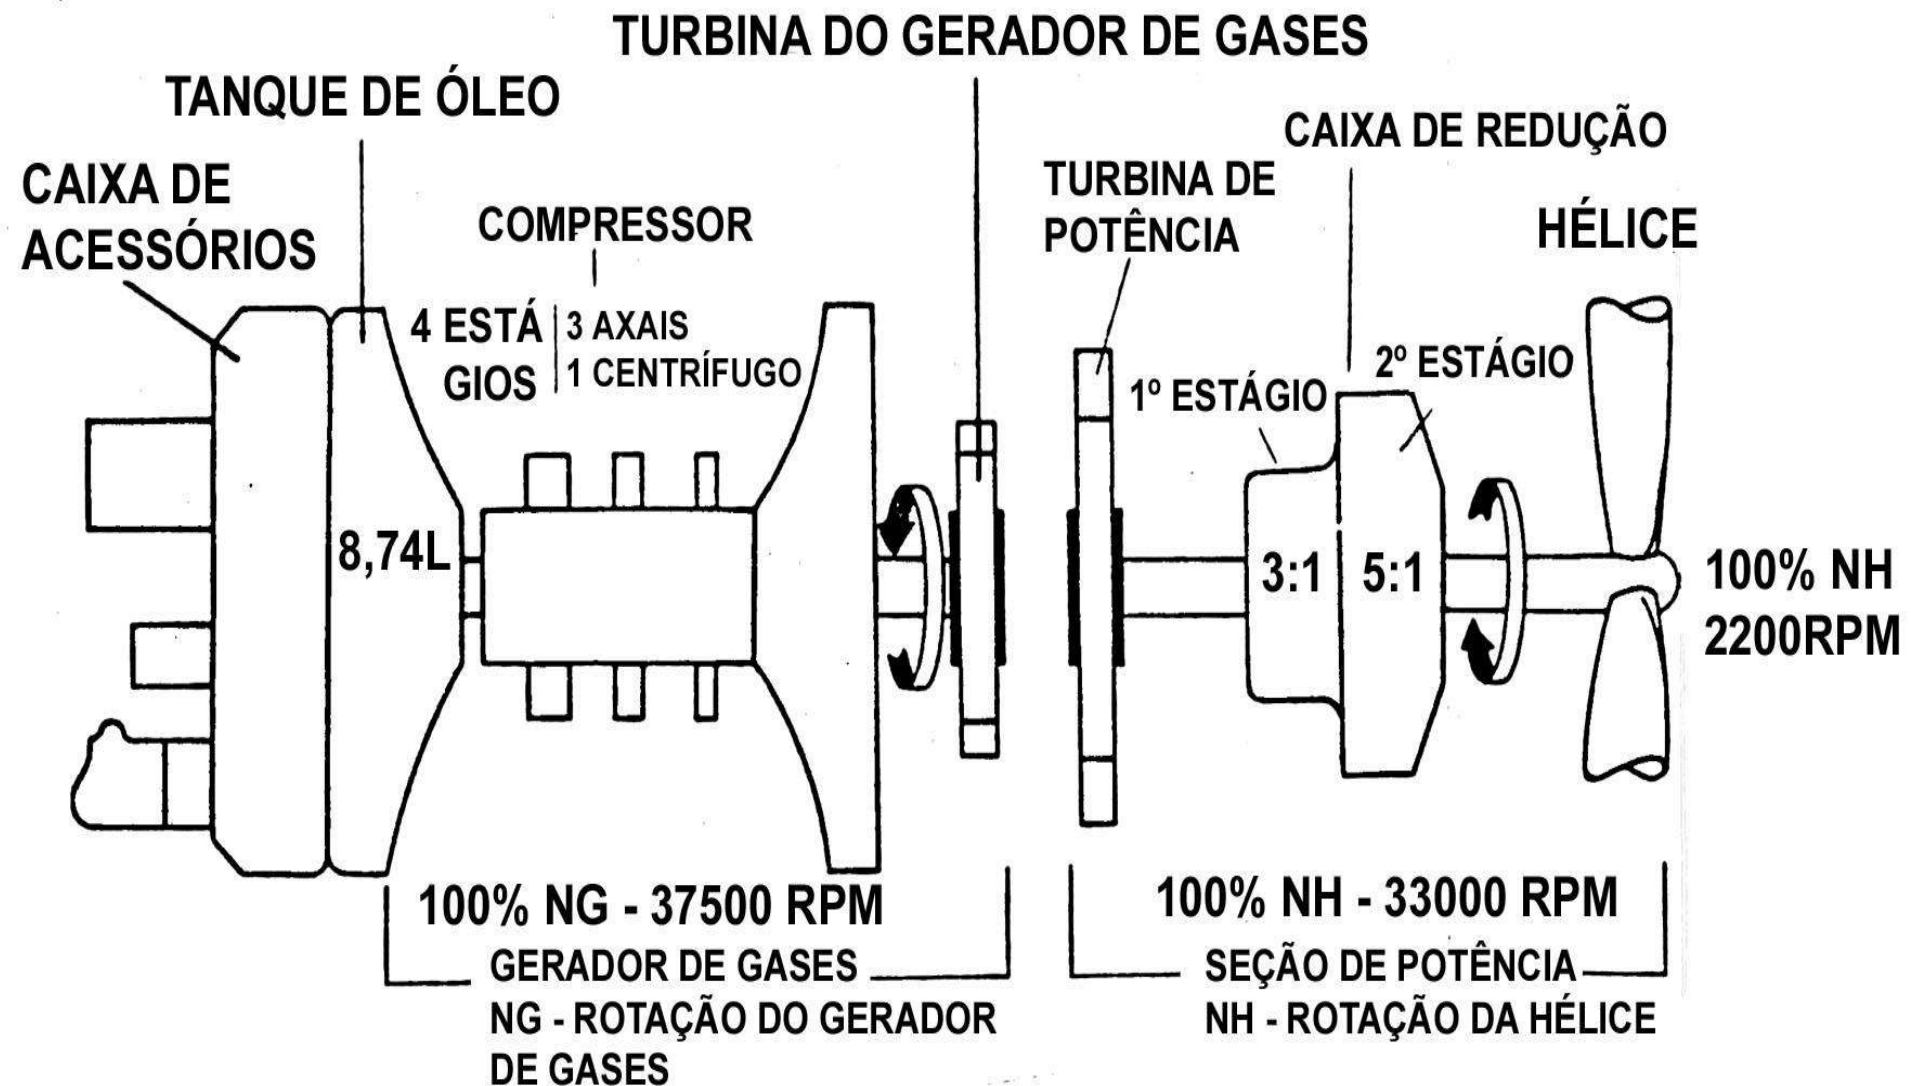 TURBINA DO GERADOR DE GASES
TANQUE DE ÓLEO
CAIXA DE REDUÇÃO
CAIXA DE
ACESSÓRIOS
COMPRESSOR
TURBINA DE
POTÊNCIA
HÉLICE
4 ESTÁ
GIOS
3 AXAIS
1 CENTRÍFUGO
1º ESTÁGIO
2º ESTÁGIO
8,74L
3:1
5:1
100% NH
2200RPM
100% NG - 37500 RPM
GERADOR DE GASES
NG - ROTAÇÃO DO GERADOR
DE GASES
100% NH - 33000 RPM
SEÇÃO DE POTÊNCIA
NH - ROTAÇÃO DA HÉLICE